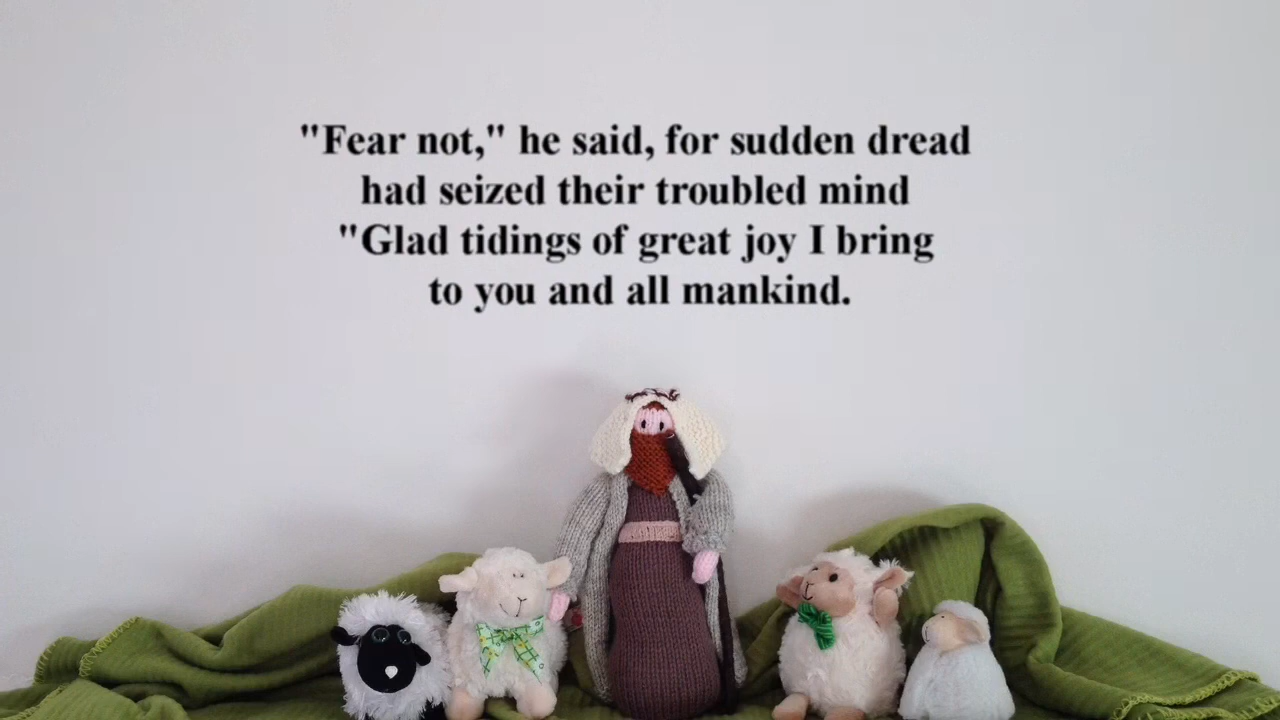 "Fear not," he said, for sudden dread
had seized their troubled mind
"Glad tidings of great joy I bring
to you and all mankind.